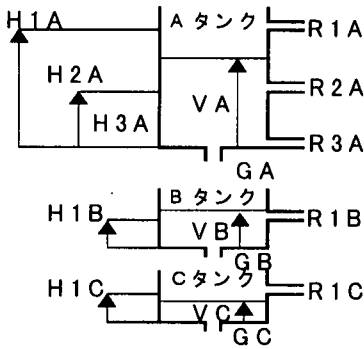 H1A
Aタンク
R1A
H2A
VA
R2A
H3A
R3A
GA
Bタンク
H1B
VB
R1B
GB
Cタンク
H1C
VC
R1C
GC